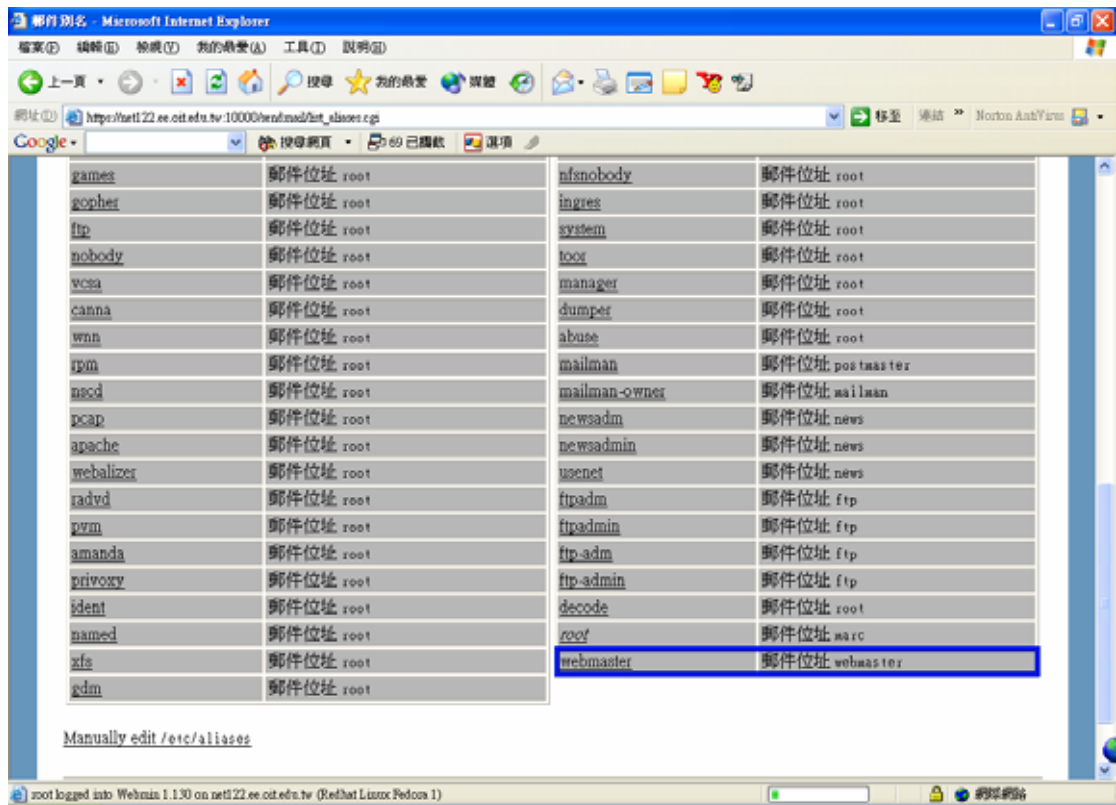 郵件別名 - Microsoft Internet Explorer
檔案(F) 編輯(E) 檢視(V) 我的最愛(A) 工具(T) 說明(H)
上一頁 搜尋 我的最愛 媒體
網址(D) https://net122.ee.oit.edu.tw:10000/sendmail/list_aliases.cgi 移至 連結 » Norton AntiVirus
Google 搜尋網頁 69 已攔截 選項
games 郵件位址 root nfsnobody 郵件位址 root
gopher 郵件位址 root ingres 郵件位址 root
ftp 郵件位址 root system 郵件位址 root
nobody 郵件位址 root toor 郵件位址 root
vcsa 郵件位址 root manager 郵件位址 root
canna 郵件位址 root dumper 郵件位址 root
wnn 郵件位址 root abuse 郵件位址 root
rpm 郵件位址 root mailman 郵件位址 postmaster
nscd 郵件位址 root mailman-owner 郵件位址 mailman
pcap 郵件位址 root newsadm 郵件位址 news
apache 郵件位址 root newsadmin 郵件位址 news
webalizer 郵件位址 root usenet 郵件位址 news
radvd 郵件位址 root ftpadm 郵件位址 ftp
pvm 郵件位址 root ftpadmin 郵件位址 ftp
amanda 郵件位址 root ftp-adm 郵件位址 ftp
privoxy 郵件位址 root ftp-admin 郵件位址 ftp
ident 郵件位址 root decode 郵件位址 root
named 郵件位址 root root 郵件位址 marc
xfs 郵件位址 root webmaster 郵件位址 webmaster
gdm 郵件位址 root
Manually edit /etc/aliases
root logged into Webmin 1.130 on net122.ee.oit.edu.tw (Redhat Linux Fedora 1) 網際網路